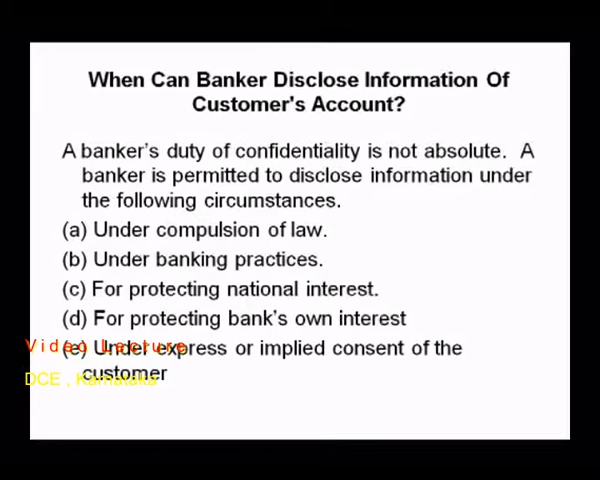 When Can Banker Disclose Information Of
Customer's Account?
A banker's duty of confidentiality is not absolute. A
banker is permitted to disclose information under
the following circumstances.
(a) Under compulsion of law.
(b) Under banking practices.
(c) For protecting national interest.
(d) For protecting bank's own interest
(e) Under express or implied consent of the
customer
Video Lecture
DCE , Karnataka